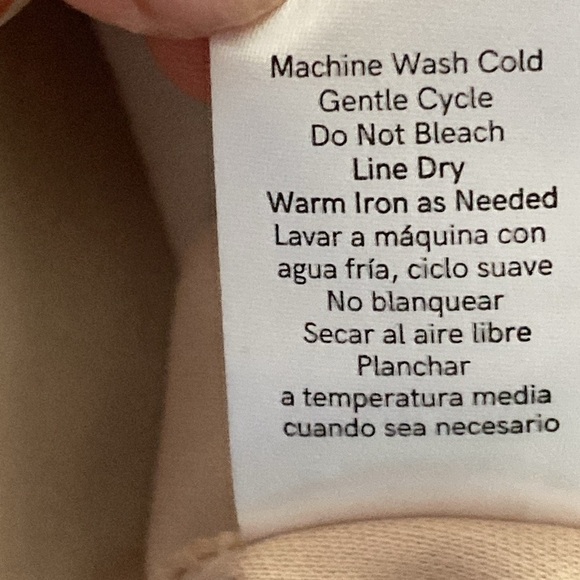 Machine Wash Cold
Gentle Cycle
Do Not Bleach
Line Dry
Warm Iron as Needed
Lavar a máquina con
agua fría, ciclo suave
No blanquear
Secar al aire libre
Planchar
a temperatura media
cuando sea necesario